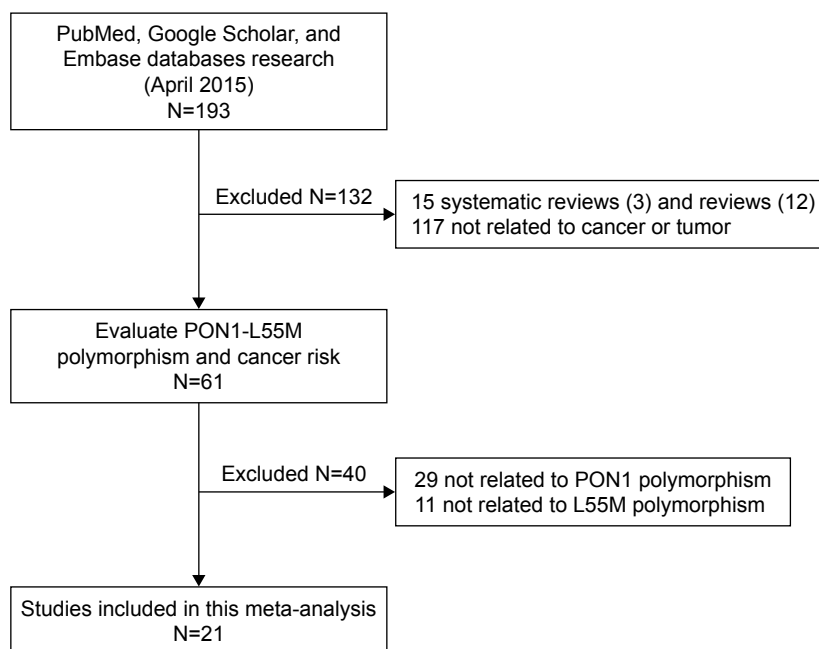 PubMed, Google Scholar, and
Embase databases research
(April 2015)
N=193
Excluded N=132
15 systematic reviews (3) and reviews (12)
117 not related to cancer or tumor
Evaluate PON1-L55M
polymorphism and cancer risk
N=61
Excluded N=40
29 not related to PON1 polymorphism
11 not related to L55M polymorphism
Studies included in this meta-analysis
N=21